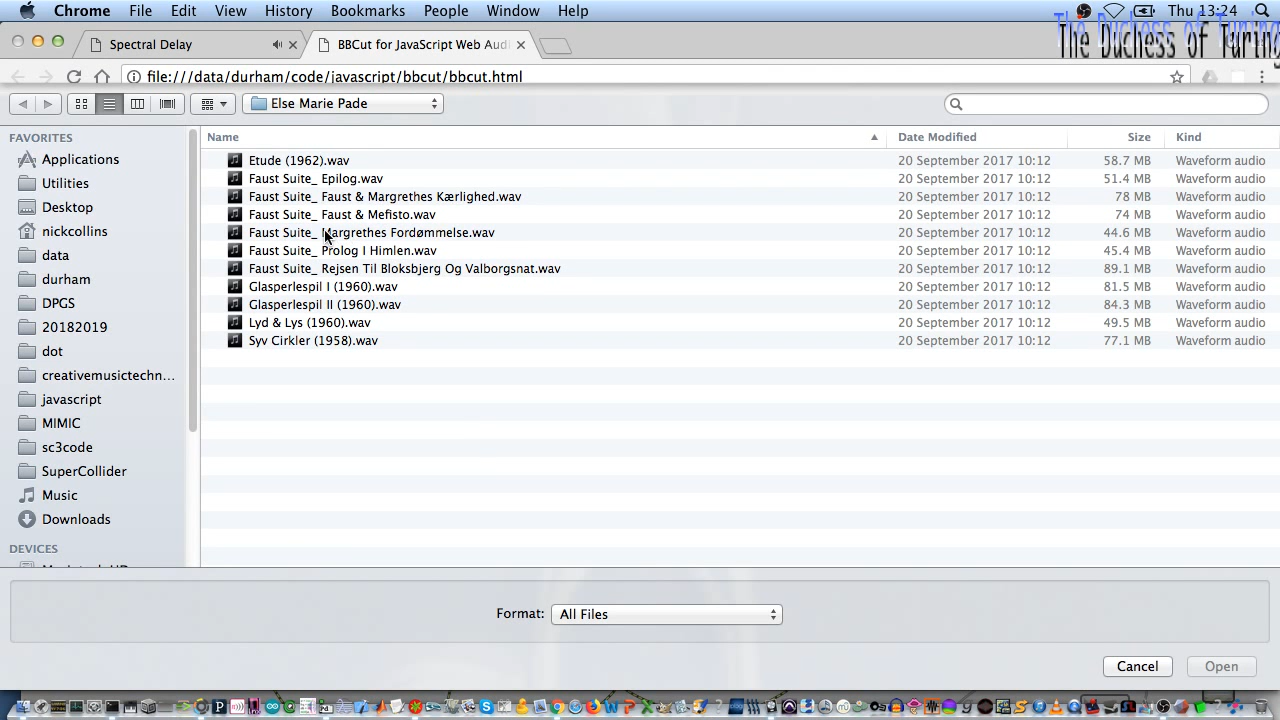 Chrome File Edit View History Bookmarks People Window Help Thu 13:24
The Duchess of Turing
Spectral Delay BBCut for JavaScript Web Audi
file:///data/durham/code/javascript/bbcut/bbcut.html
Else Marie Pade
FAVORITES
Applications
Utilities
Desktop
nickcollins
data
durham
DPGS
20182019
dot
creativemusictechn...
javascript
MIMIC
sc3code
SuperCollider
Music
Downloads
DEVICES
Name Date Modified Size Kind
Etude (1962).wav 20 September 2017 10:12 58.7 MB Waveform audio
Faust Suite_ Epilog.wav 20 September 2017 10:12 51.4 MB Waveform audio
Faust Suite_ Faust & Margrethes Kærlighed.wav 20 September 2017 10:12 78 MB Waveform audio
Faust Suite_ Faust & Mefisto.wav 20 September 2017 10:12 74 MB Waveform audio
Faust Suite_ Margrethes Fordømmelse.wav 20 September 2017 10:12 44.6 MB Waveform audio
Faust Suite_ Prolog I Himlen.wav 20 September 2017 10:12 45.4 MB Waveform audio
Faust Suite_ Rejsen Til Bloksbjerg Og Valborgsnat.wav 20 September 2017 10:12 89.1 MB Waveform audio
Glasperlespil I (1960).wav 20 September 2017 10:12 81.5 MB Waveform audio
Glasperlespil II (1960).wav 20 September 2017 10:12 84.3 MB Waveform audio
Lyd & Lys (1960).wav 20 September 2017 10:12 49.5 MB Waveform audio
Syv Cirkler (1958).wav 20 September 2017 10:12 77.1 MB Waveform audio
Format: All Files
Cancel Open